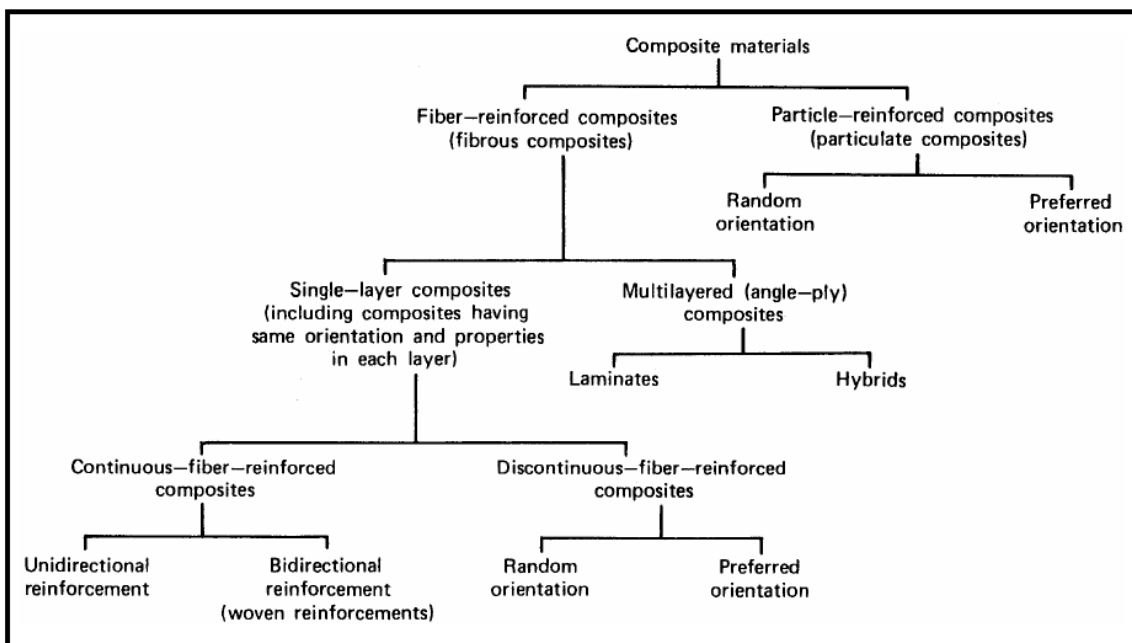 Composite materials
Fiber—reinforced composites
(fibrous composites)
Particle—reinforced composites
(particulate composites)
Random
orientation
Preferred
orientation
Single—layer composites
(including composites having
same orientation and properties
in each layer)
Multilayered (angle—ply)
composites
Laminates
Hybrids
Continuous—fiber—reinforced
composites
Discontinuous—fiber—reinforced
composites
Unidirectional
reinforcement
Bidirectional
reinforcement
(woven reinforcements)
Random
orientation
Preferred
orientation